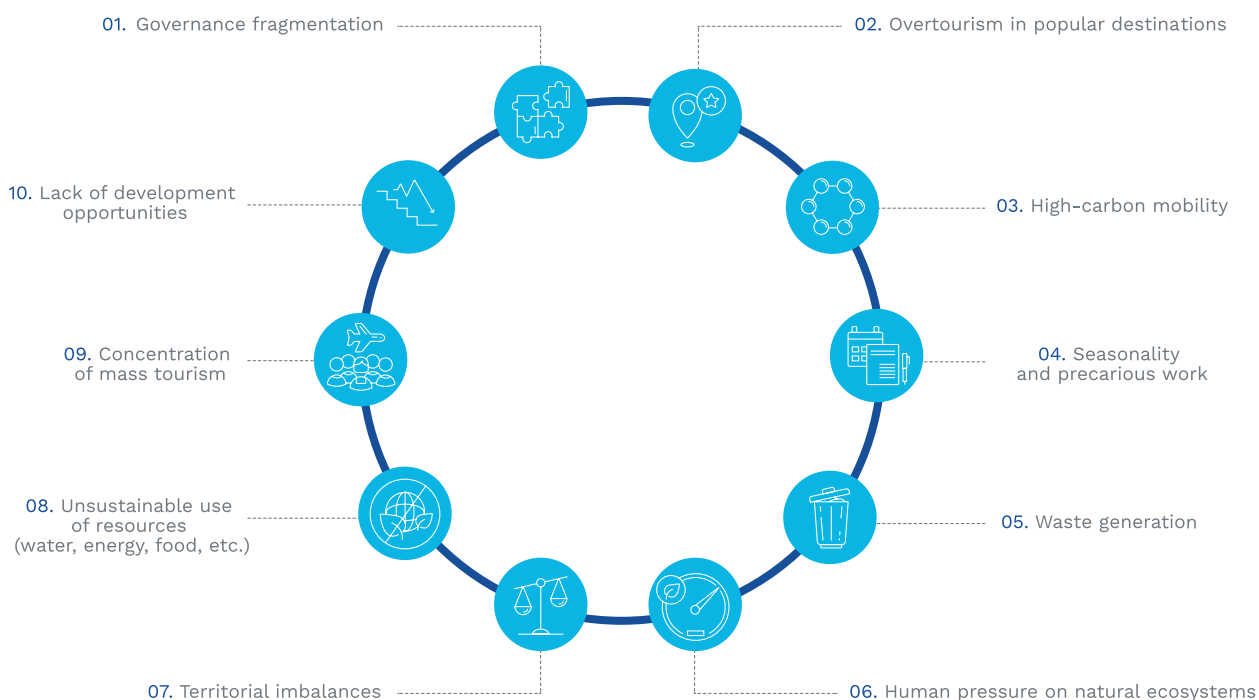 01. Governance fragmentation
02. Overtourism in popular destinations
03. High-carbon mobility
04. Seasonality
and precarious work
05. Waste generation
06. Human pressure on natural ecosystems
07. Territorial imbalances
08. Unsustainable use
of resources
(water, energy, food, etc.)
09. Concentration
of mass tourism
10. Lack of development
opportunities